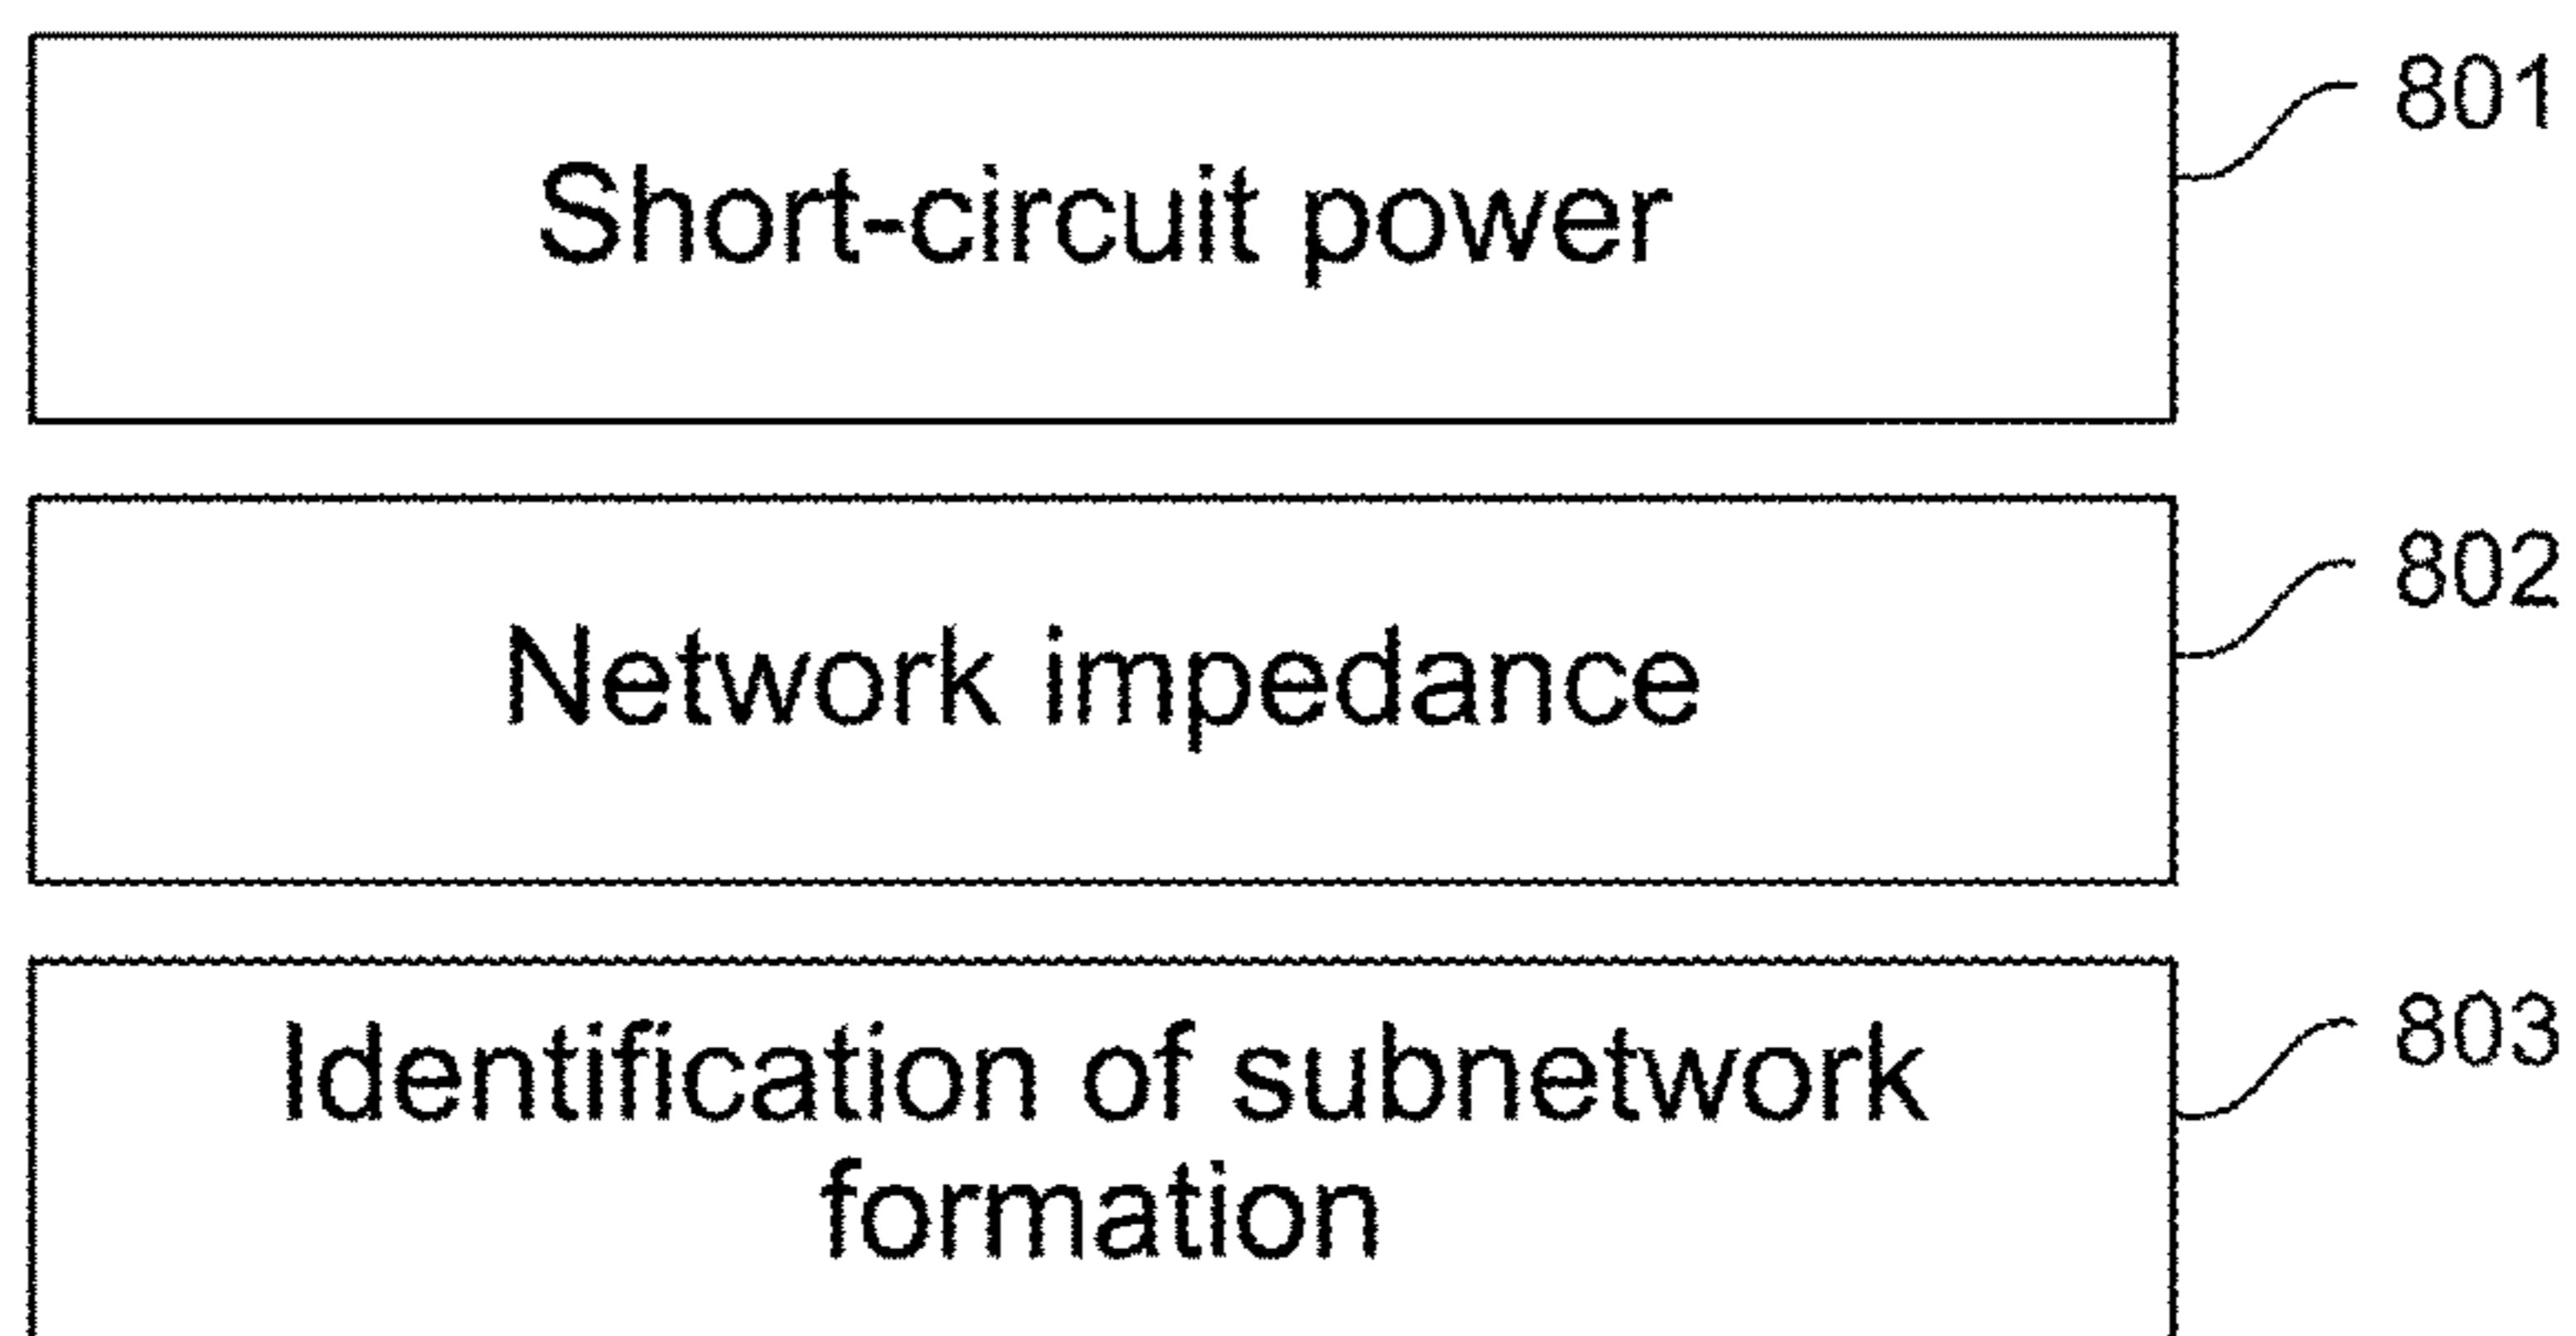 Short-circuit power
801
Network impedance
802
Identification of subnetwork
formation
803